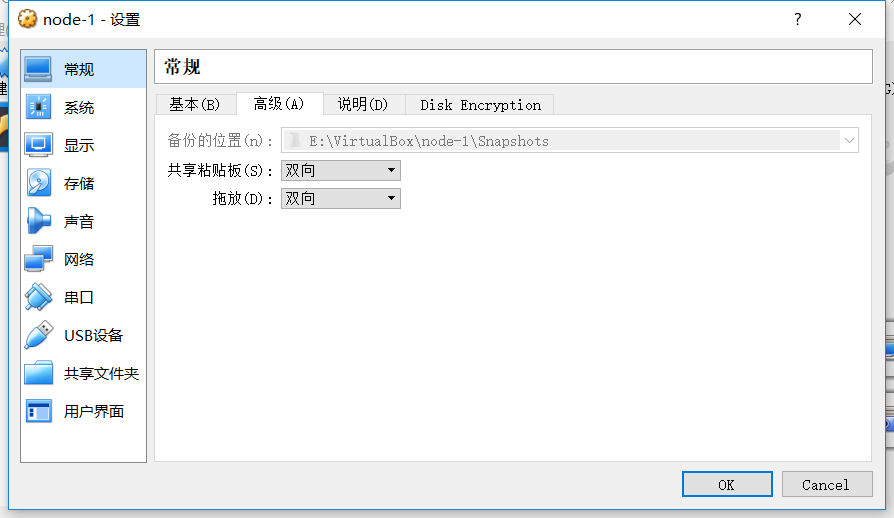 node-1 - 设置
?
常规
系统
显示
存储
声音
网络
串口
USB设备
共享文件夹
用户界面
常规
基本(B) 高级(A) 说明(D) Disk Encryption
备份的位置(n): E:\VirtualBox\node-1\Snapshots
共享粘贴板(S): 双向
拖放(D): 双向
OK Cancel